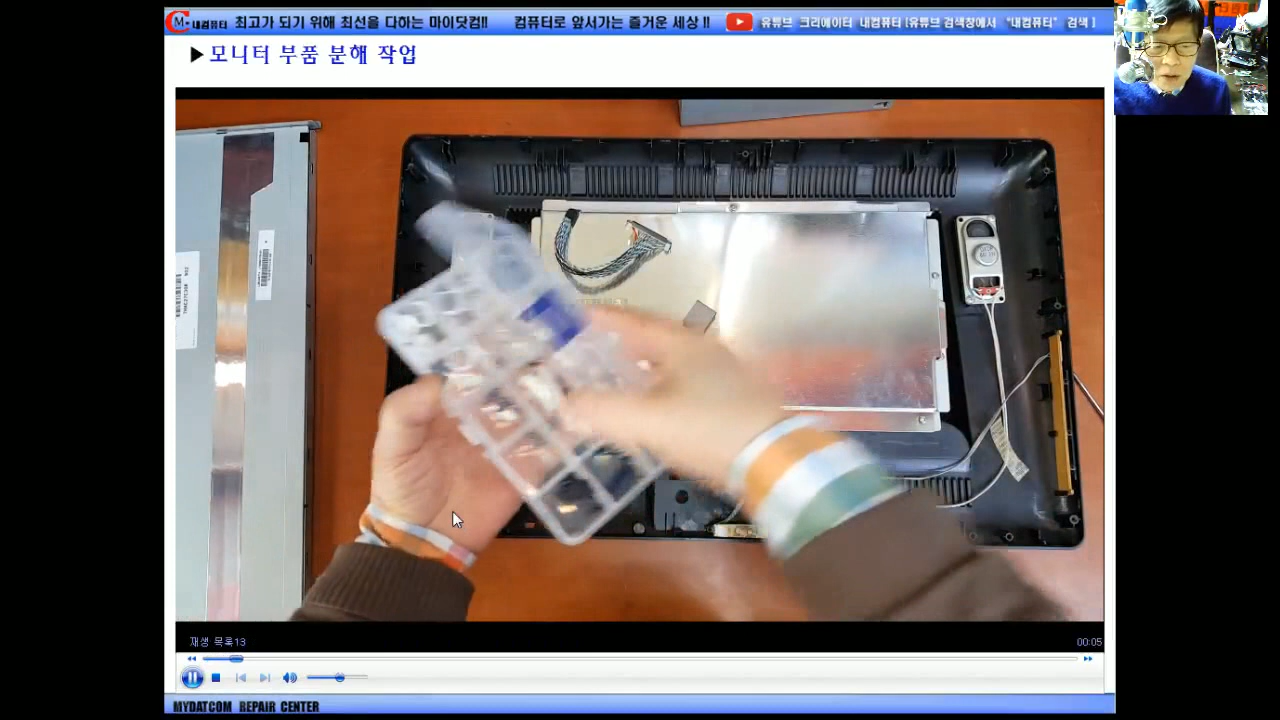 CM 내컴퓨터 최고가 되기 위해 최선을 다하는 마이닷컴!! 컴퓨터로 앞서가는 즐거운 세상 !! 유튜브 크리에이터 내컴퓨터 [유튜브 검색창에서 “내컴퓨터” 검색 ]
▶모니터 부품 분해 작업
재생 목록13
00:05
MYDATCOM REPAIR CENTER